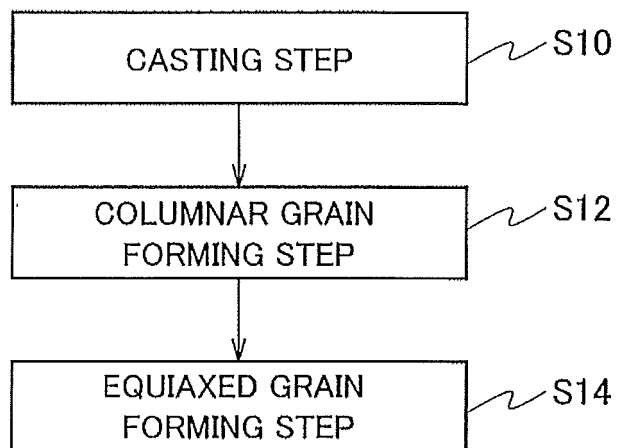 CASTING STEP
S10
COLUMNAR GRAIN
FORMING STEP
S12
EQUIAXED GRAIN
FORMING STEP
S14